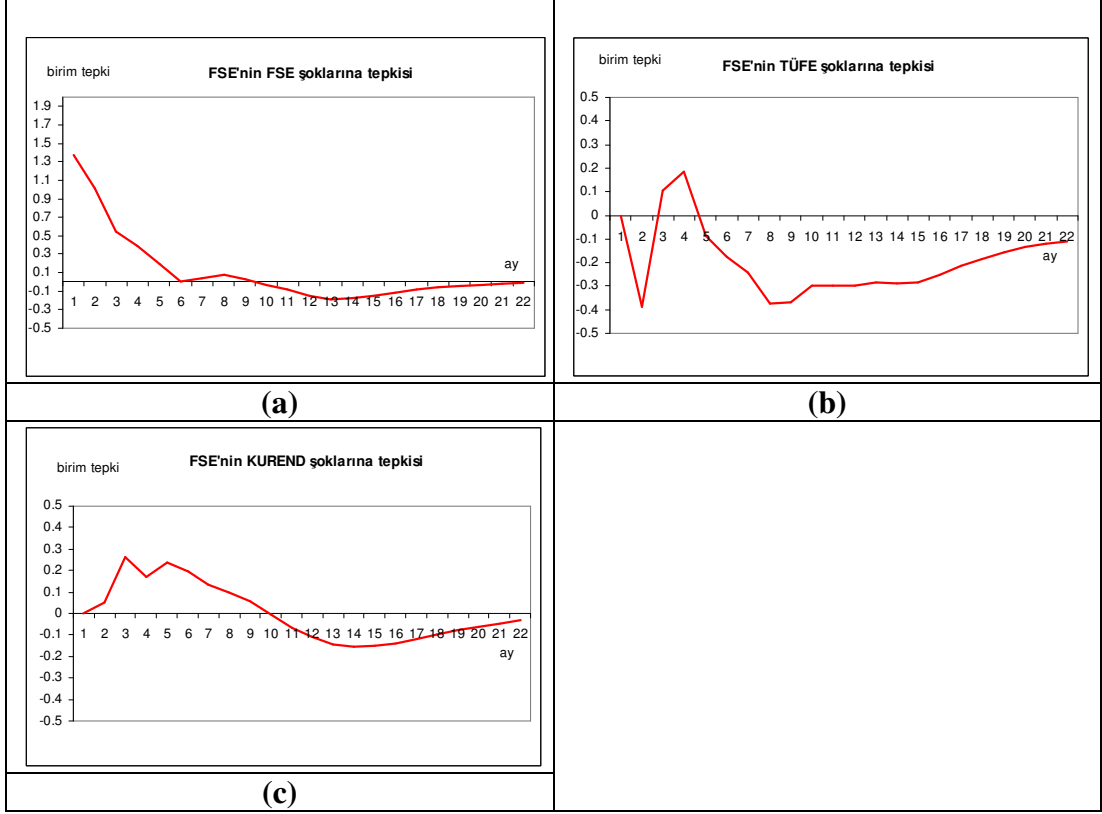 birim tepki
FSE'nin FSE şoklarına tepkisi
1.9
1.7
1.5
1.3
1.1
0.9
0.7
0.5
0.3
0.1
-0.1
-0.3
-0.5
ay
1 2 3 4 5 6 7 8 9 10 11 12 13 14 15 16 17 18 19 20 21 22
(a)
birim tepki
FSE'nin TÜFE şoklarına tepkisi
0.5
0.4
0.3
0.2
0.1
0
-0.1
-0.2
-0.3
-0.4
-0.5
1 2 3 4 5 6 7 8 9 10 11 12 13 14 15 16 17 18 19 20 21 22
ay
(b)
birim tepki
FSE'nin KUREND şoklarına tepkisi
0.5
0.4
0.3
0.2
0.1
0
-0.1
-0.2
-0.3
-0.4
-0.5
1 2 3 4 5 6 7 8 9 10 11 12 13 14 15 16 17 18 19 20 21 22
ay
(c)